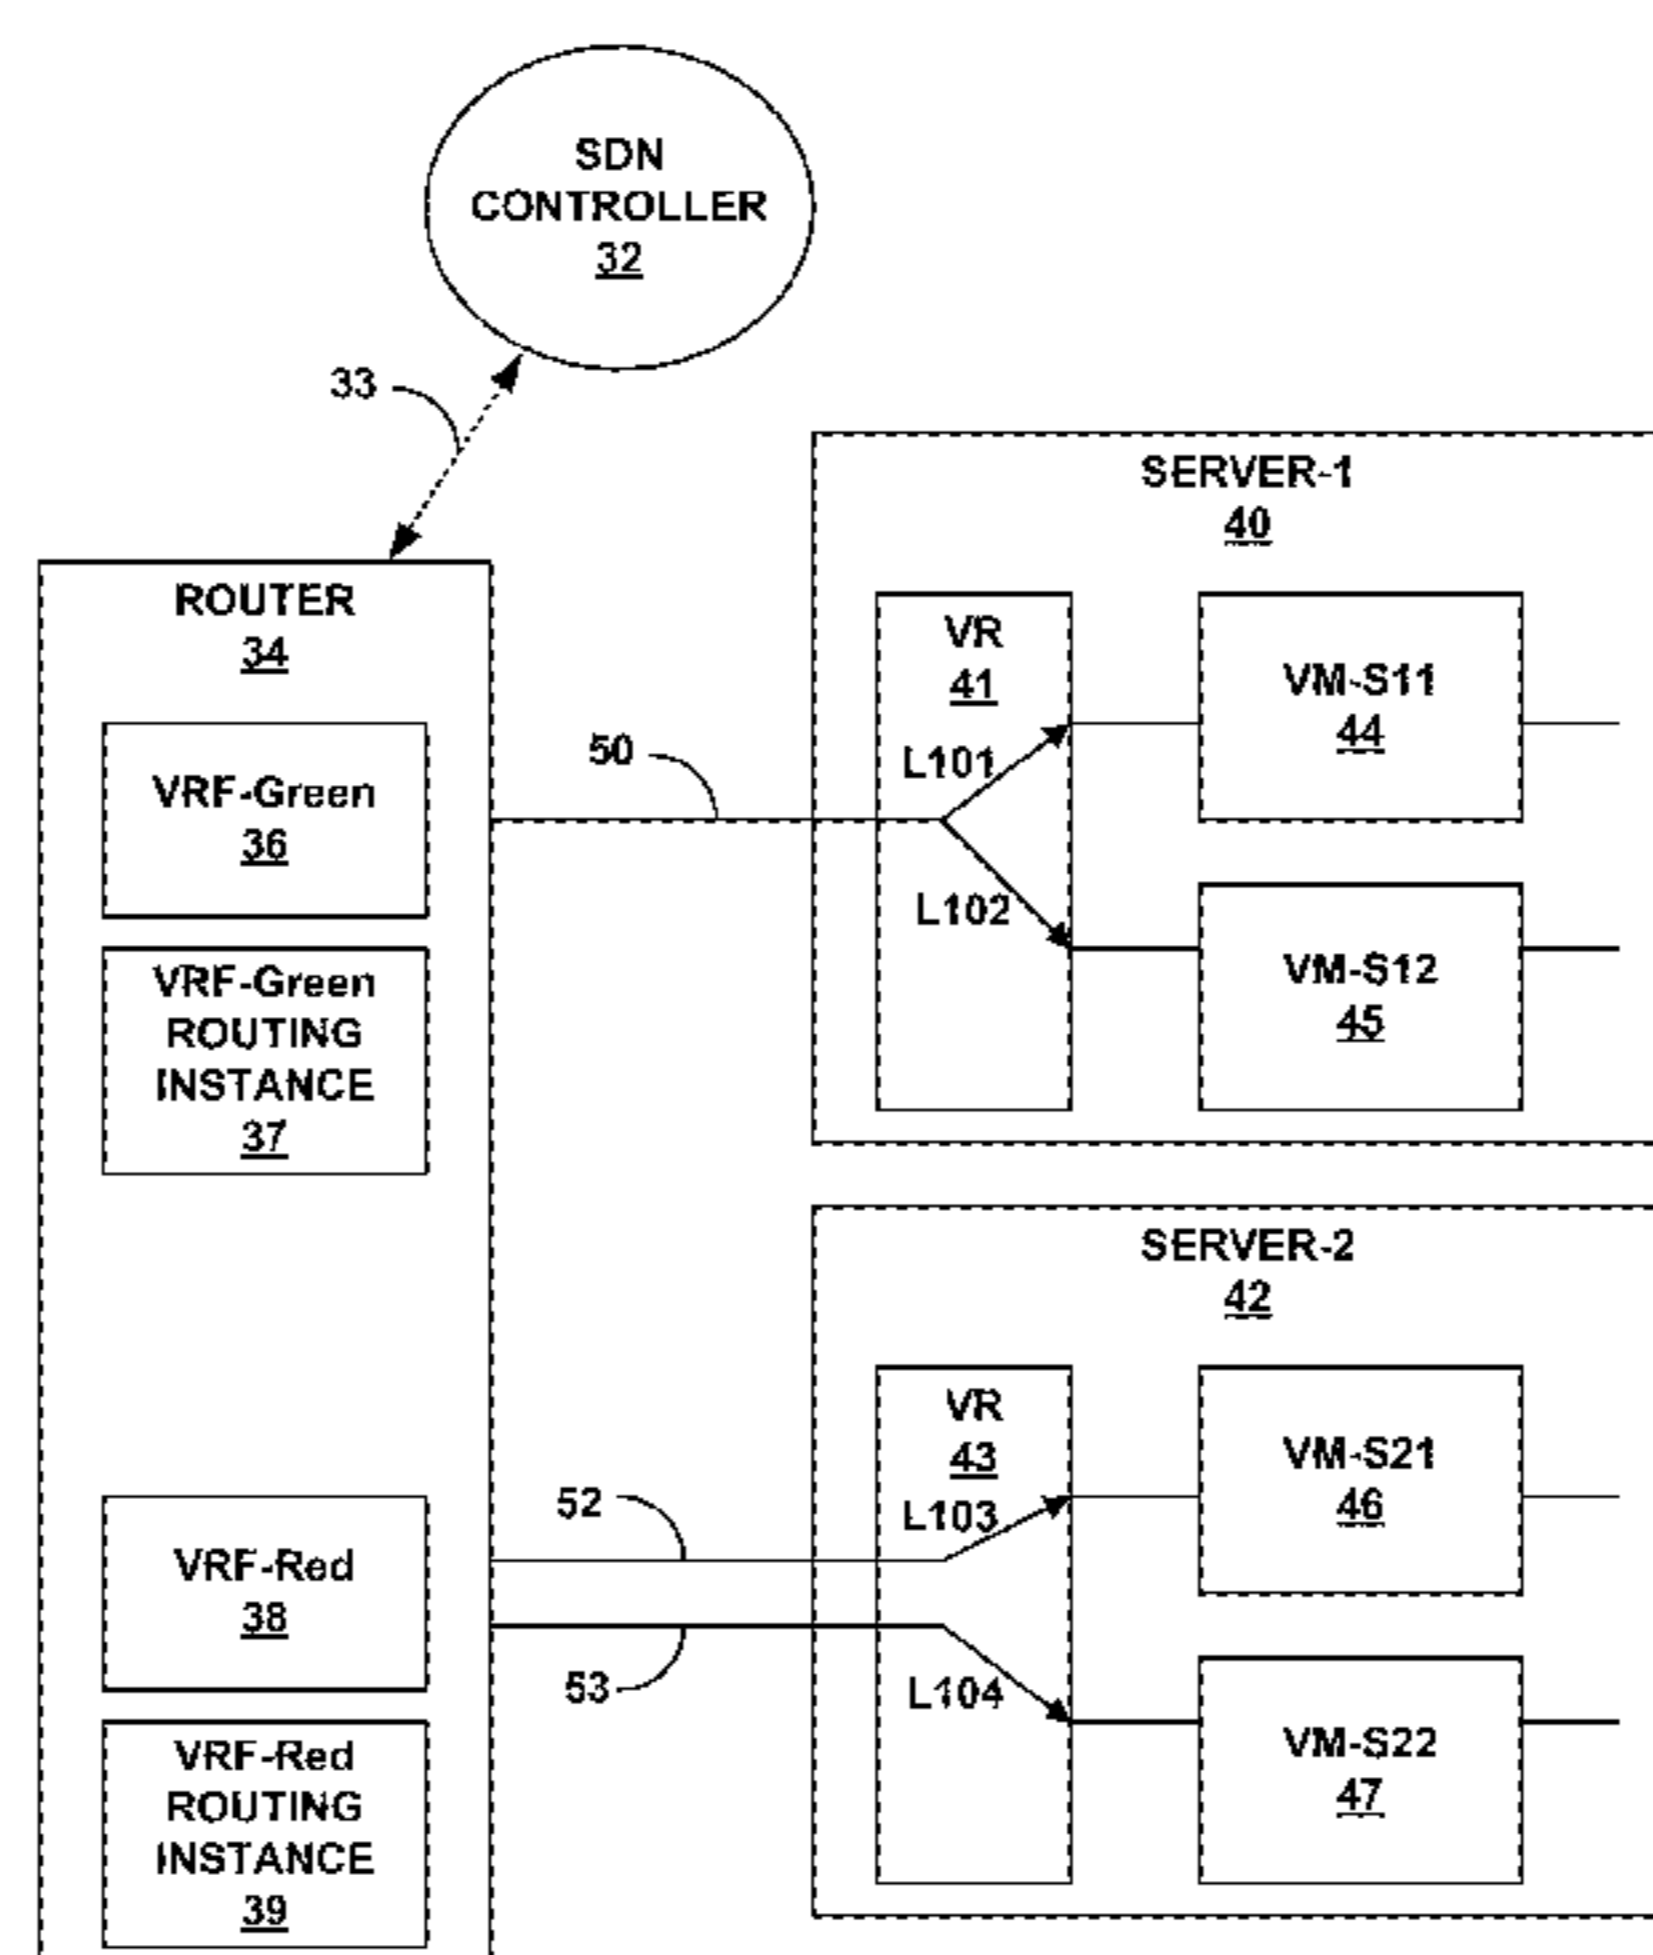 SDN
CONTROLLER
32
33
SERVER-1
40
ROUTER
34
VR
41
VM-S11
44
50
L101
VRF-Green
36
L102
VM-S12
45
VRF-Green
ROUTING
INSTANCE
37
SERVER-2
42
VR
43
VM-S21
46
52
L103
VRF-Red
38
53
L104
VM-S22
47
VRF-Red
ROUTING
INSTANCE
39